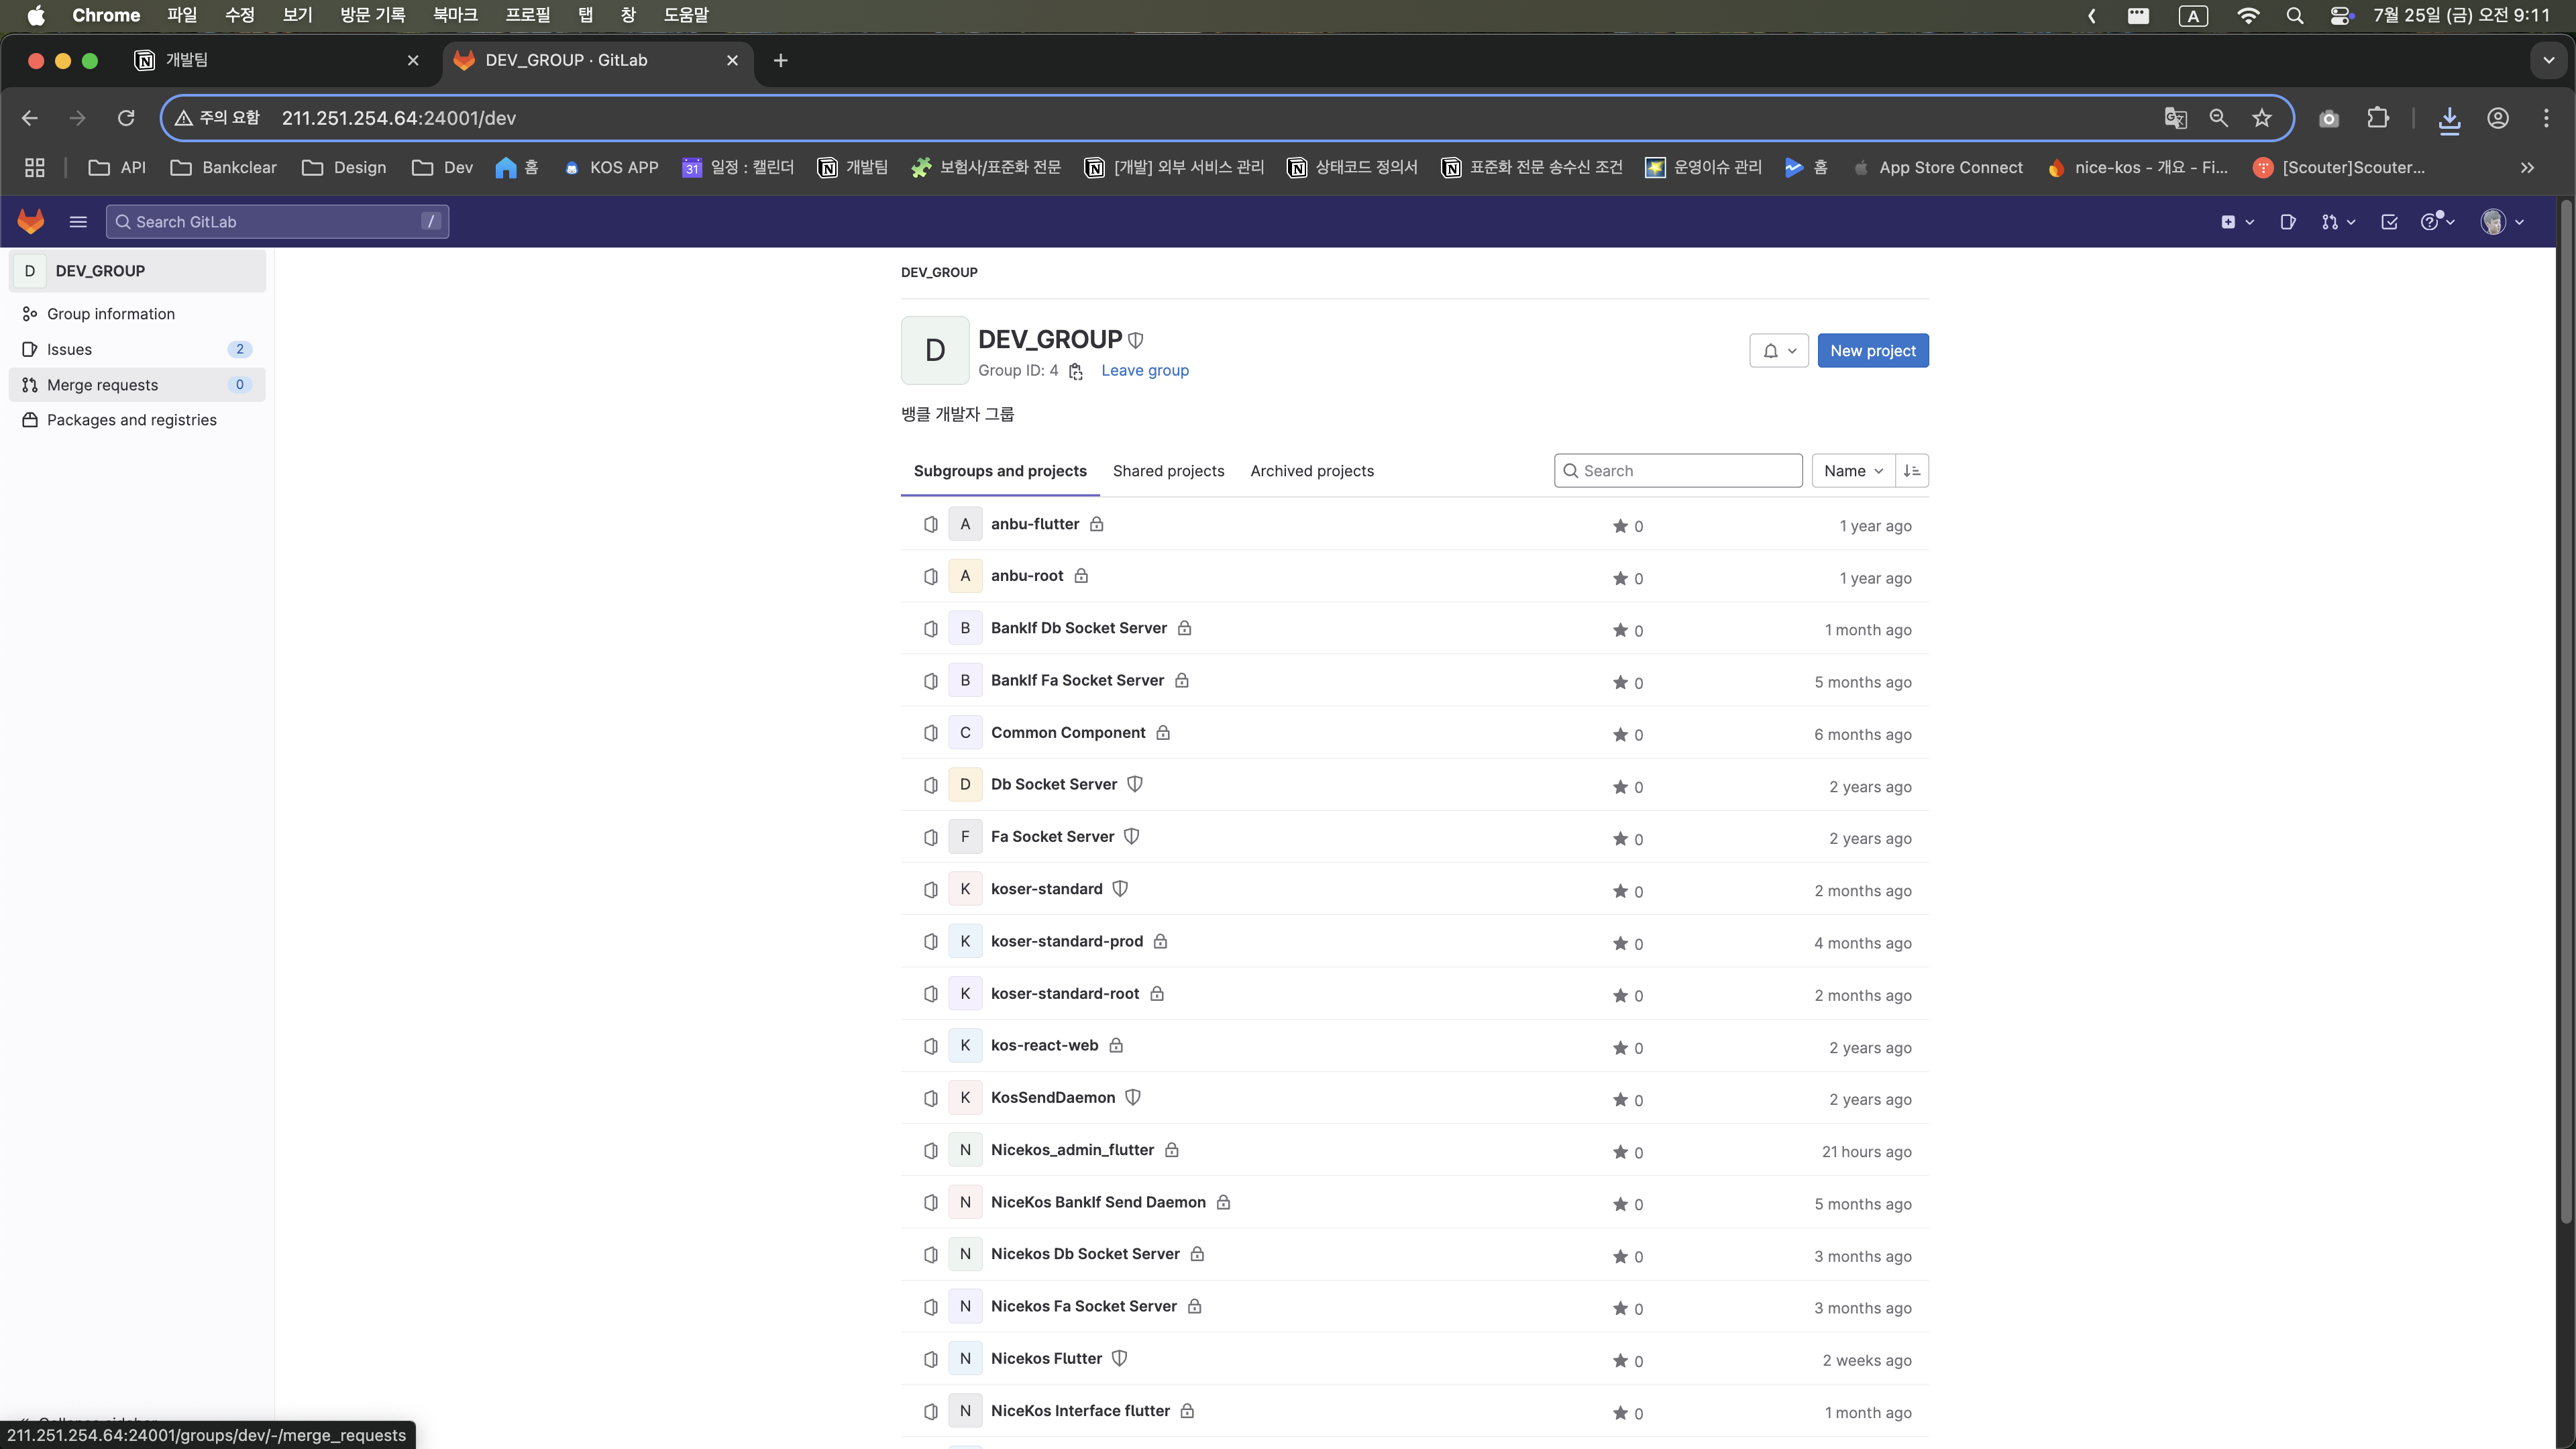 Chrome 파일 수정 보기 방문 기록 북마크 프로필 탭 창 도움말 A 7월 25일 (금) 오전 9:11
개발팀 DEV_GROUP · GitLab
주의 요함 211.251.254.64:24001/dev
API Bankclear Design Dev 홈 KOS APP 31 일정 : 캘린더 개발팀 보험사/표준화 전문 [개발] 외부 서비스 관리 상태코드 정의서 표준화 전문 송수신 조건 운영이슈 관리 홈 App Store Connect nice-kos - 개요 - Fi... [Scouter]Scouter...
Search GitLab /
D DEV_GROUP
Group information
Issues 2
Merge requests 0
Packages and registries
DEV_GROUP
D DEV_GROUP
Group ID: 4 Leave group
New project
뱅클 개발자 그룹
Subgroups and projects Shared projects Archived projects Search Name
A anbu-flutter 0 1 year ago
A anbu-root 0 1 year ago
B BankIf Db Socket Server 0 1 month ago
B BankIf Fa Socket Server 0 5 months ago
C Common Component 0 6 months ago
D Db Socket Server 0 2 years ago
F Fa Socket Server 0 2 years ago
K koser-standard 0 2 months ago
K koser-standard-prod 0 4 months ago
K koser-standard-root 0 2 months ago
K kos-react-web 0 2 years ago
K KosSendDaemon 0 2 years ago
N Nicekos_admin_flutter 0 21 hours ago
N NiceKos BankIf Send Daemon 0 5 months ago
N Nicekos Db Socket Server 0 3 months ago
N Nicekos Fa Socket Server 0 3 months ago
N Nicekos Flutter 0 2 weeks ago
N NiceKos Interface flutter 0 1 month ago
211.251.254.64:24001/groups/dev/-/merge_requests